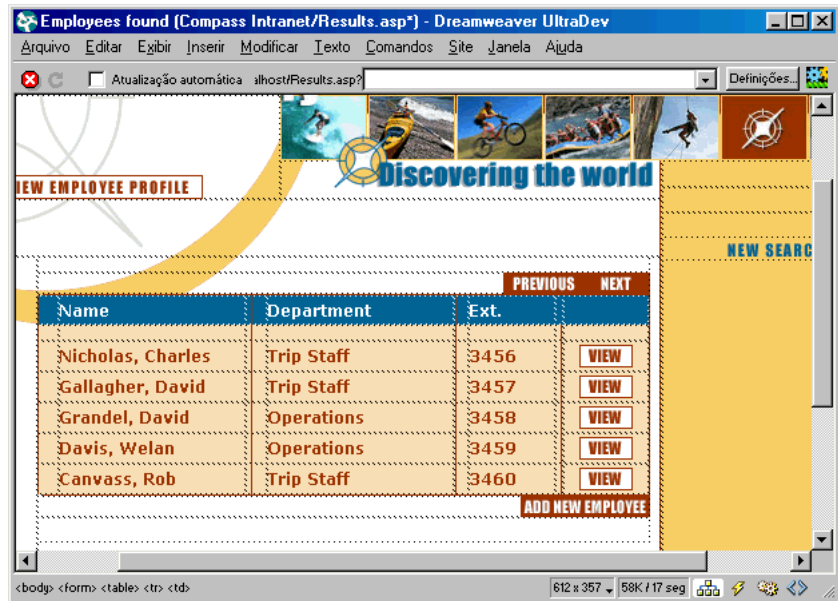 Employees found (Compass Intranet/Results.asp*) - Dreamweaver UltraDev
Arquivo Editar Exibir Inserir Modificar Texto Comandos Site Janela Ajuda
Atualização automática alhost/Results.asp? Definições...
Discovering the world
IEW EMPLOYEE PROFILE
NEW SEARC
PREVIOUS NEXT
Name Department Ext.
Nicholas, Charles Trip Staff 3456 VIEW
Gallagher, David Trip Staff 3457 VIEW
Grandel, David Operations 3458 VIEW
Davis, Welan Operations 3459 VIEW
Canvass, Rob Trip Staff 3460 VIEW
ADD NEW EMPLOYEE
<body> <form> <table> <tr> <td> 612 x 357 58K / 17 seg